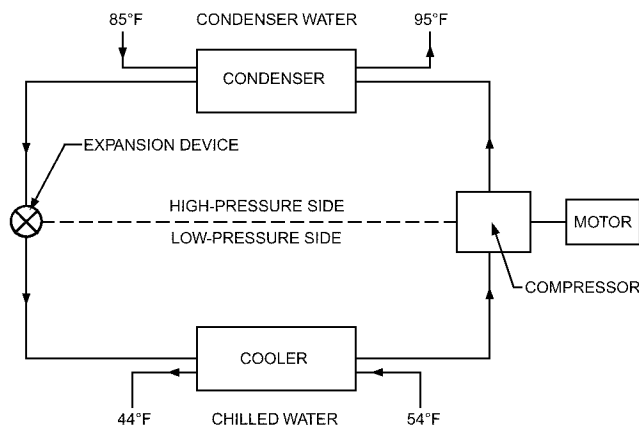 85°F
CONDENSER WATER
95°F
CONDENSER
EXPANSION DEVICE
HIGH-PRESSURE SIDE
LOW-PRESSURE SIDE
MOTOR
COMPRESSOR
COOLER
44°F
CHILLED WATER
54°F